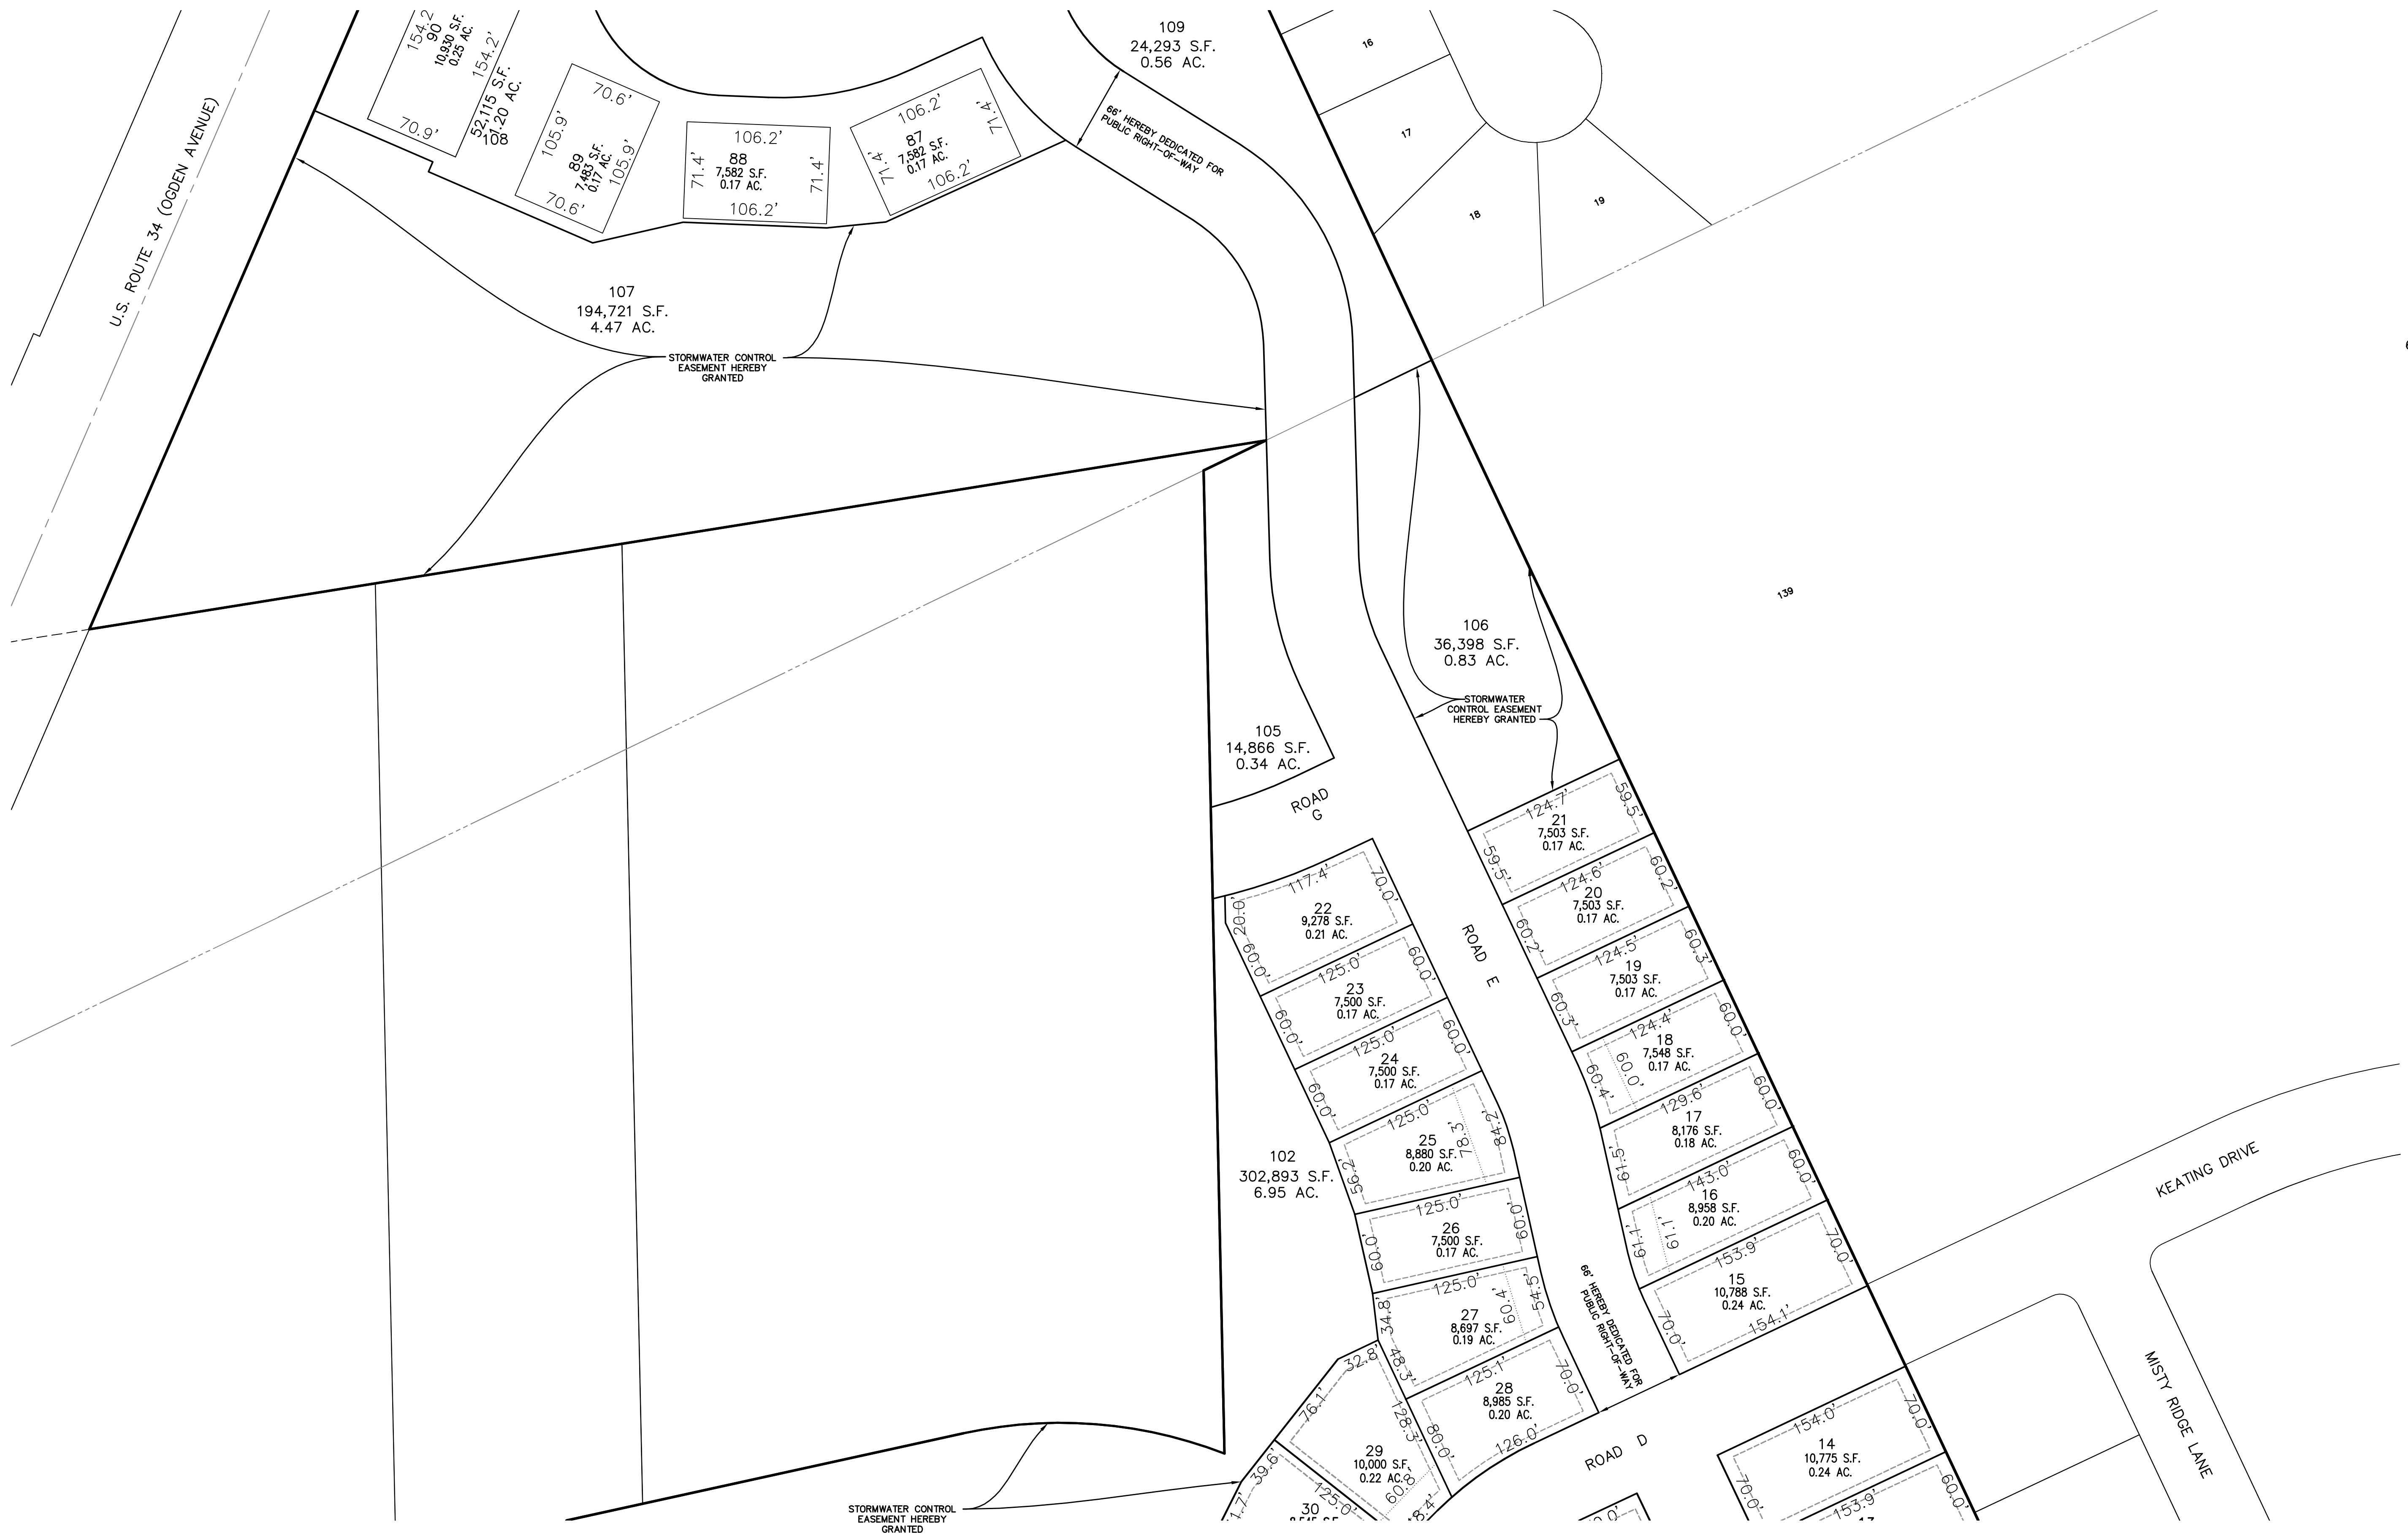 154.2'
90
10,930 S.F.
0.25 AC.
154.2'
70.9'
52,115 S.F.
1.20 AC.
108
U.S. ROUTE 34 (OGDEN AVENUE)
70.6'
105.9'
89
7,483 S.F.
0.17 AC.
105.9'
70.6'
106.2'
71.4'
88
7,582 S.F.
0.17 AC.
71.4'
106.2'
106.2'
71.4'
87
7,582 S.F.
0.17 AC.
71.4'
106.2'
109
24,293 S.F.
0.56 AC.
66' HEREBY DEDICATED FOR
PUBLIC RIGHT-OF-WAY
16
17
18
19
107
194,721 S.F.
4.47 AC.
STORMWATER CONTROL
EASEMENT HEREBY
GRANTED
139
106
36,398 S.F.
0.83 AC.
STORMWATER
CONTROL EASEMENT
HEREBY GRANTED
105
14,866 S.F.
0.34 AC.
ROAD
G
124.7'
59.5'
21
7,503 S.F.
0.17 AC.
59.5'
124.6'
60.2'
20
7,503 S.F.
0.17 AC.
60.2'
124.5'
60.3'
19
7,503 S.F.
0.17 AC.
60.3'
124.4'
60.0'
18
7,548 S.F.
0.17 AC.
60.0'
60.4'
129.6'
60.0'
17
8,176 S.F.
0.18 AC.
61.5'
143.0'
60.0'
16
8,958 S.F.
0.20 AC.
61.1'
61.1'
153.9'
70.0'
15
10,788 S.F.
0.24 AC.
70.0'
154.1'
ROAD E
117.4'
70.0'
20.0'
22
9,278 S.F.
0.21 AC.
60.0'
125.0'
60.0'
23
7,500 S.F.
0.17 AC.
60.0'
125.0'
60.0'
24
7,500 S.F.
0.17 AC.
60.0'
125.0'
84.2'
78.3'
25
8,880 S.F.
0.20 AC.
56.2'
125.0'
60.0'
26
7,500 S.F.
0.17 AC.
60.0'
125.0'
54.5'
60.4'
34.8'
27
8,697 S.F.
0.19 AC.
48.3'
125.1'
70.0'
28
8,985 S.F.
0.20 AC.
80.0'
126.0'
102
302,893 S.F.
6.95 AC.
66' HEREBY DEDICATED FOR
PUBLIC RIGHT-OF-WAY
32.8'
76.1'
128.3'
29
10,000 S.F.
0.22 AC.
60.8'
39.6'
125.0'
30
ROAD D
154.0'
70.0'
14
10,775 S.F.
0.24 AC.
70.0'
153.9'
60.0'
KEATING DRIVE
MISTY RIDGE LANE
STORMWATER CONTROL
EASEMENT HEREBY
GRANTED